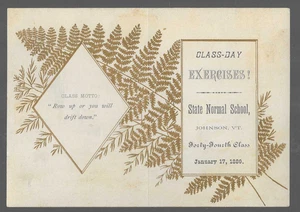 CLASS MOTTO:
"Row up or you will
drift down."
CLASS-DAY
EXERCISES!
State Normal School,
JOHNSON, VT.
Forty-Fourth Class
January 17, 1889.